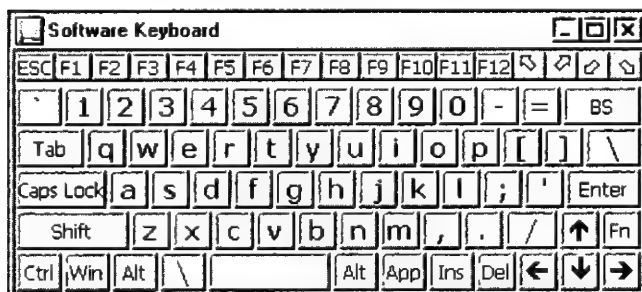 Software Keyboard
ESC F1 F2 F3 F4 F5 F6 F7 F8 F9 F10 F11 F12
` 1 2 3 4 5 6 7 8 9 0 - = BS
Tab q w e r t y u i o p [ ] \
Caps Lock a s d f g h j k l ; ' Enter
Shift z x c v b n m , . / ↑ Fn
Ctrl Win Alt \ Alt App Ins Del ← ↓ →